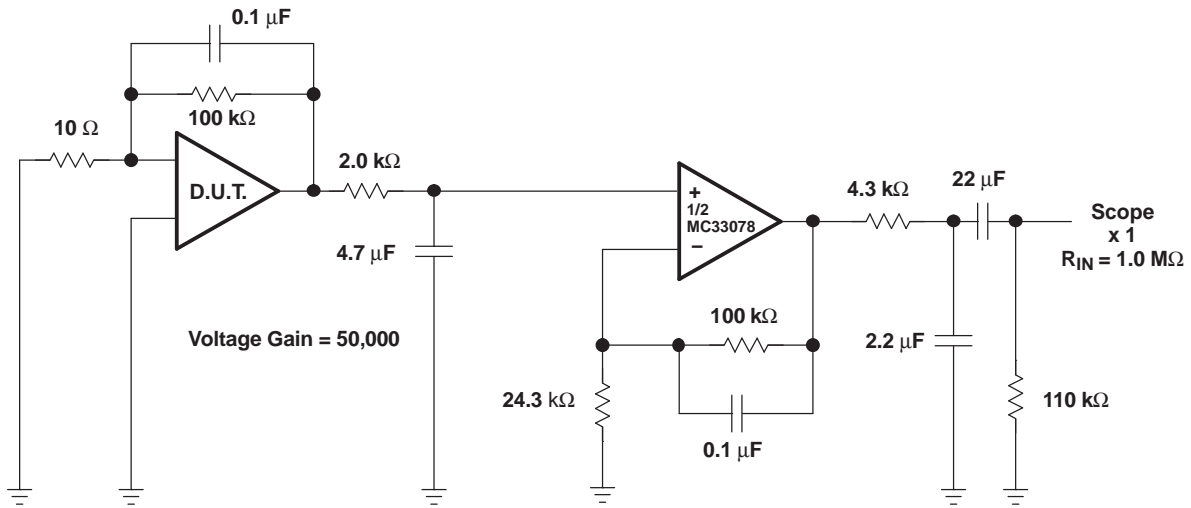 0.1 μF
100 kΩ
10 Ω
D.U.T.
2.0 kΩ
4.7 μF
Voltage Gain = 50,000
+
1/2
MC33078
−
4.3 kΩ
22 μF
Scope
x 1
RIN = 1.0 MΩ
100 kΩ
2.2 μF
24.3 kΩ
0.1 μF
110 kΩ